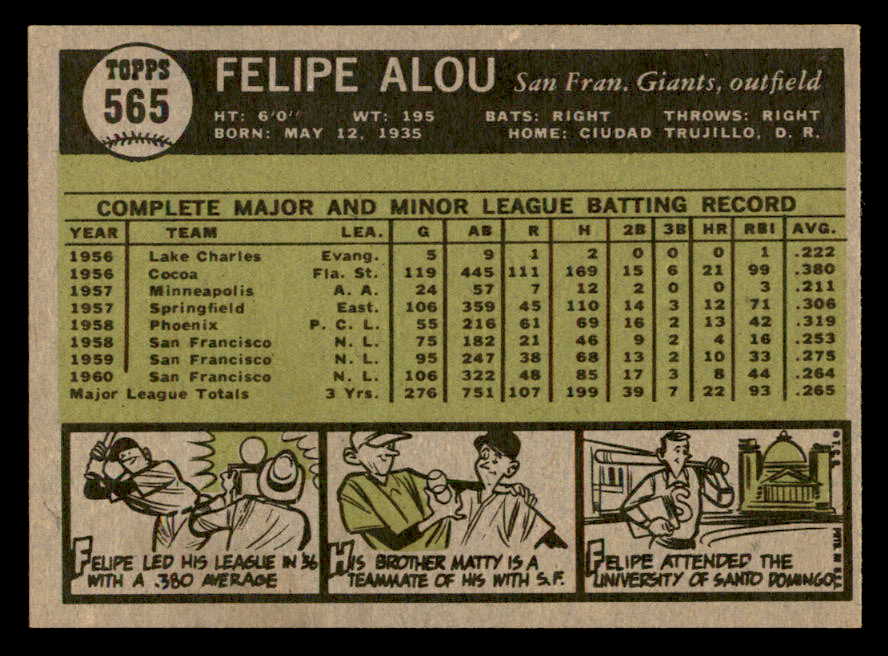 TOPPS
565
FELIPE ALOU San Fran. Giants, outfield
HT: 6'0" WT: 195 BATS: RIGHT THROWS: RIGHT
BORN: MAY 12, 1935 HOME: CIUDAD TRUJILLO, D. R.
COMPLETE MAJOR AND MINOR LEAGUE BATTING RECORD
YEAR TEAM LEA. G AB R H 2B 3B HR RBI AVG.
1956 Lake Charles Evang. 5 9 1 2 0 0 0 1 .222
1956 Cocoa Fla. St. 119 445 111 169 15 6 21 99 .380
1957 Minneapolis A. A. 24 57 7 12 2 0 0 3 .211
1957 Springfield East. 106 359 45 110 14 3 12 71 .306
1958 Phoenix P. C. L. 55 216 61 69 16 2 13 42 .319
1958 San Francisco N. L. 75 182 21 46 9 2 4 16 .253
1959 San Francisco N. L. 95 247 38 68 13 2 10 33 .275
1960 San Francisco N. L. 106 322 48 85 17 3 8 44 .264
Major League Totals 3 Yrs. 276 751 107 199 39 7 22 93 .265
FELIPE LED HIS LEAGUE IN '56
WITH A .380 AVERAGE
HIS BROTHER MATTY IS A
TEAMMATE OF HIS WITH S.F.
S
FELIPE ATTENDED THE
UNIVERSITY OF SANTO DOMINGO
© T.C.G.